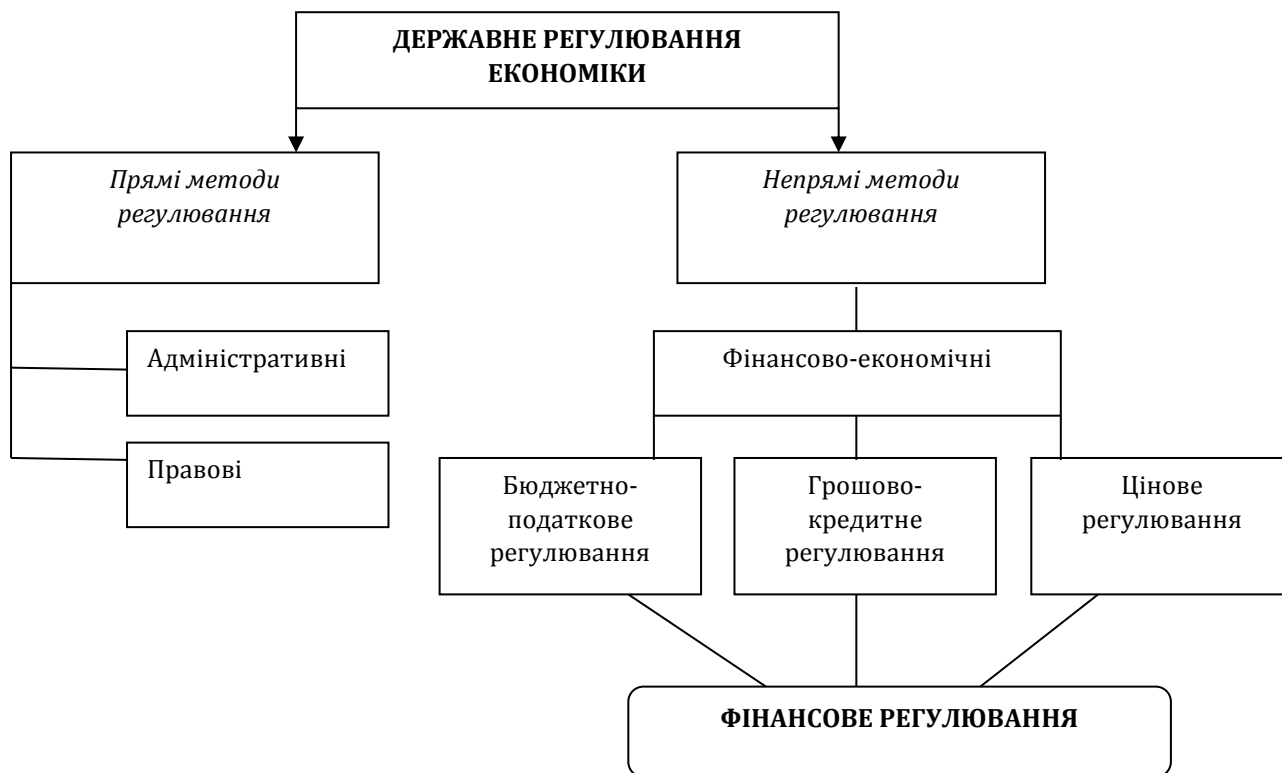 ДЕРЖАВНЕ РЕГУЛЮВАННЯ
ЕКОНОМІКИ
Прямі методи
регулювання
Непрямі методи
регулювання
Адміністративні
Правові
Фінансово-економічні
Бюджетно-
податкове
регулювання
Грошово-
кредитне
регулювання
Цінове
регулювання
ФІНАНСОВЕ РЕГУЛЮВАННЯ